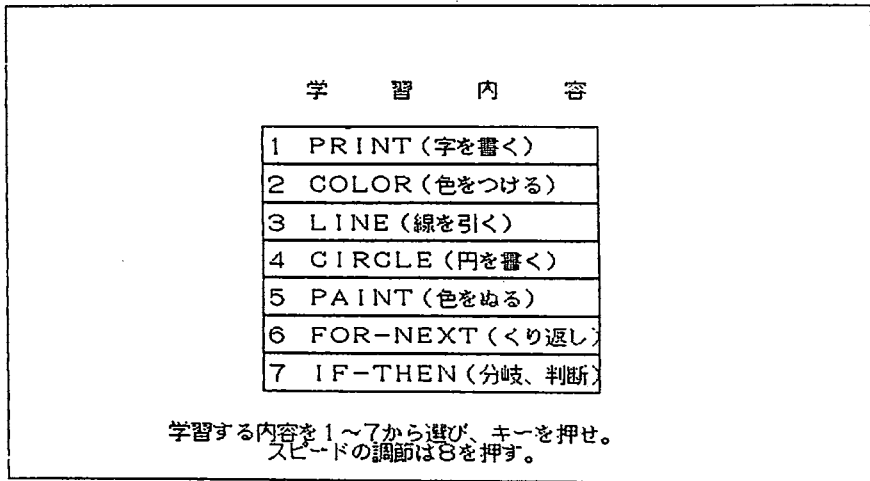 学習内容
1 PRINT(字を書く)
2 COLOR(色をつける)
3 LINE(線を引く)
4 CIRCLE(円を書く)
5 PAINT(色をぬる)
6 FOR-NEXT(くり返し)
7 IF-THEN(分岐、判断)
学習する内容を1~7から選び、キーを押せ。
スピードの調節は8を押す。